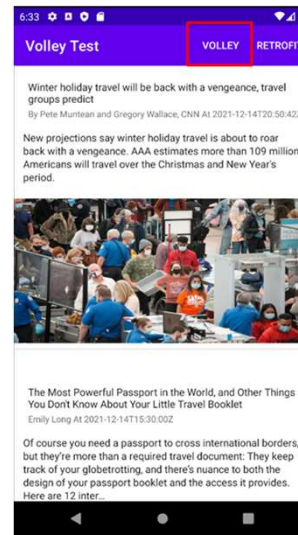 6:33
Volley Test VOLLEY RETROFI
Winter holiday travel will be back with a vengeance, travel
groups predict
By Pete Muntean and Gregory Wallace, CNN At 2021-12-14T20:50:42Z
New projections say winter holiday travel is about to roar
back with a vengeance. AAA estimates more than 109 million
Americans will travel over the Christmas and New Year's
period.
The Most Powerful Passport in the World, and Other Things
You Don't Know About Your Little Travel Booklet
Emily Long At 2021-12-14T15:30:00Z
Of course you need a passport to cross international borders,
but they're more than a required travel document: They keep
track of your globetrotting, and there's nuance to both the
design of your passport booklet and the access it provides.
Here are 12 inter...